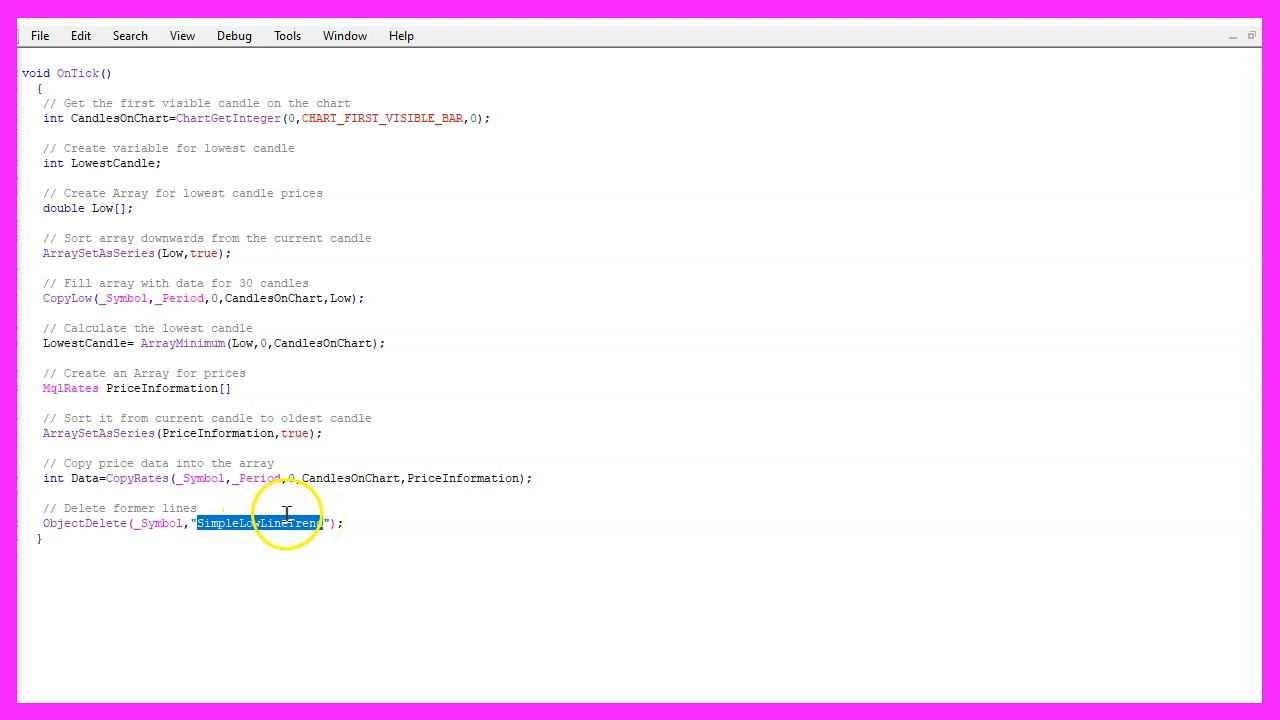 File Edit Search View Debug Tools Window Help
void OnTick()
{
// Get the first visible candle on the chart
int CandlesOnChart=ChartGetInteger(0,CHART_FIRST_VISIBLE_BAR,0);
// Create variable for lowest candle
int LowestCandle;
// Create Array for lowest candle prices
double Low[];
// Sort array downwards from the current candle
ArraySetAsSeries(Low,true);
// Fill array with data for 30 candles
CopyLow(_Symbol,_Period,0,CandlesOnChart,Low);
// Calculate the lowest candle
LowestCandle= ArrayMinimum(Low,0,CandlesOnChart);
// Create an Array for prices
MqlRates PriceInformation[]
// Sort it from current candle to oldest candle
ArraySetAsSeries(PriceInformation,true);
// Copy price data into the array
int Data=CopyRates(_Symbol,_Period,0,CandlesOnChart,PriceInformation);
// Delete former lines
ObjectDelete(_Symbol,"SimpleLowLineTrend");
}